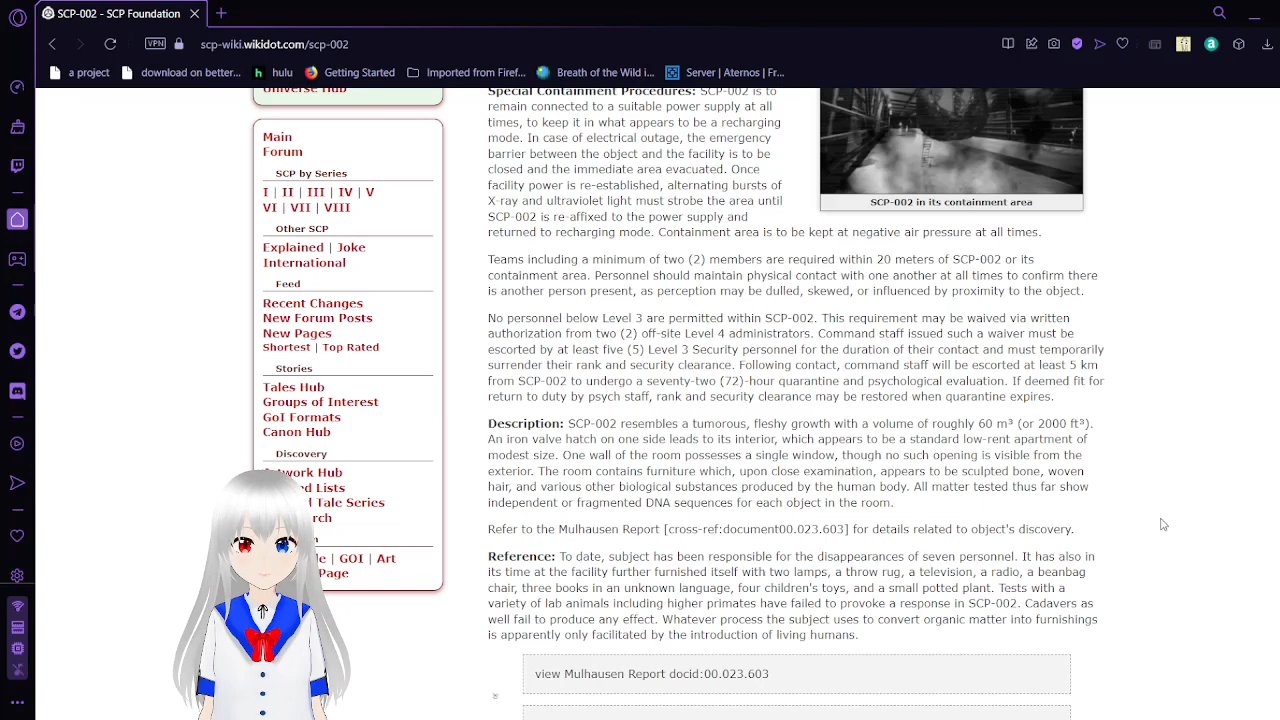 SCP-002 - SCP Foundation
VPN
scp-wiki.wikidot.com/scp-002
a project
download on better...
hulu
Getting Started
Imported from Firef...
Breath of the Wild i...
Server | Aternos | Fr...
Universe Hub
Main
Forum
SCP by Series
I | II | III | IV | V
VI | VII | VIII
Other SCP
Explained | Joke
International
Feed
Recent Changes
New Forum Posts
New Pages
Shortest | Top Rated
Stories
Tales Hub
Groups of Interest
GoI Formats
Canon Hub
Discovery
Hub
Lists
Tale Series
| GOI | Art
Page
Special Containment Procedures: SCP-002 is to
remain connected to a suitable power supply at all
times, to keep it in what appears to be a recharging
mode. In case of electrical outage, the emergency
barrier between the object and the facility is to be
closed and the immediate area evacuated. Once
facility power is re-established, alternating bursts of
X-ray and ultraviolet light must strobe the area until
SCP-002 is re-affixed to the power supply and
returned to recharging mode. Containment area is to be kept at negative air pressure at all times.
SCP-002 in its containment area
Teams including a minimum of two (2) members are required within 20 meters of SCP-002 or its
containment area. Personnel should maintain physical contact with one another at all times to confirm there
is another person present, as perception may be dulled, skewed, or influenced by proximity to the object.
No personnel below Level 3 are permitted within SCP-002. This requirement may be waived via written
authorization from two (2) off-site Level 4 administrators. Command staff issued such a waiver must be
escorted by at least five (5) Level 3 Security personnel for the duration of their contact and must temporarily
surrender their rank and security clearance. Following contact, command staff will be escorted at least 5 km
from SCP-002 to undergo a seventy-two (72)-hour quarantine and psychological evaluation. If deemed fit for
return to duty by psych staff, rank and security clearance may be restored when quarantine expires.
Description: SCP-002 resembles a tumorous, fleshy growth with a volume of roughly 60 m³ (or 2000 ft³).
An iron valve hatch on one side leads to its interior, which appears to be a standard low-rent apartment of
modest size. One wall of the room possesses a single window, though no such opening is visible from the
exterior. The room contains furniture which, upon close examination, appears to be sculpted bone, woven
hair, and various other biological substances produced by the human body. All matter tested thus far show
independent or fragmented DNA sequences for each object in the room.
Refer to the Mulhausen Report [cross-ref:document00.023.603] for details related to object's discovery.
Reference: To date, subject has been responsible for the disappearances of seven personnel. It has also in
its time at the facility further furnished itself with two lamps, a throw rug, a television, a radio, a beanbag
chair, three books in an unknown language, four children's toys, and a small potted plant. Tests with a
variety of lab animals including higher primates have failed to provoke a response in SCP-002. Cadavers as
well fail to produce any effect. Whatever process the subject uses to convert organic matter into furnishings
is apparently only facilitated by the introduction of living humans.
view Mulhausen Report docid:00.023.603